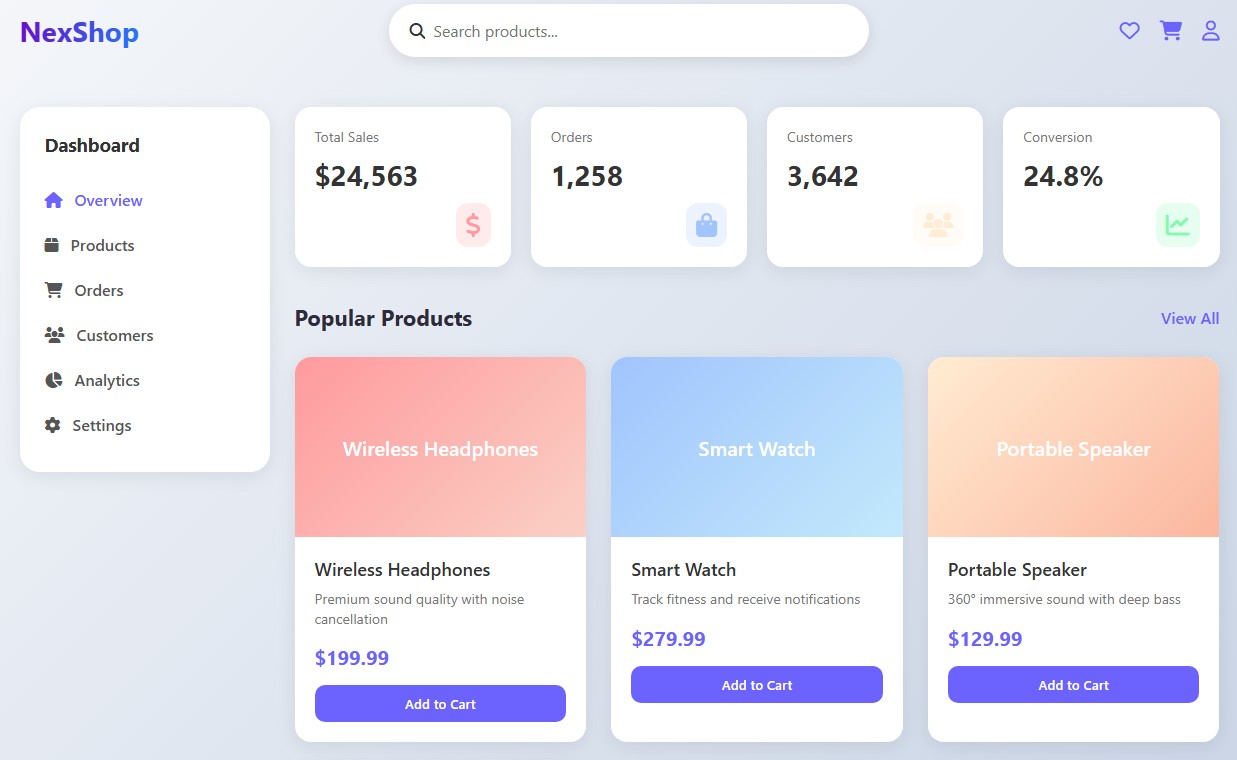 NexShop
Search products...
Dashboard
Overview
Products
Orders
Customers
Analytics
Settings
Total Sales
$24,563
Orders
1,258
Customers
3,642
Conversion
24.8%
Popular Products
View All
Wireless Headphones
Wireless Headphones
Premium sound quality with noise
cancellation
$199.99
Add to Cart
Smart Watch
Smart Watch
Track fitness and receive notifications
$279.99
Add to Cart
Portable Speaker
Portable Speaker
360° immersive sound with deep bass
$129.99
Add to Cart